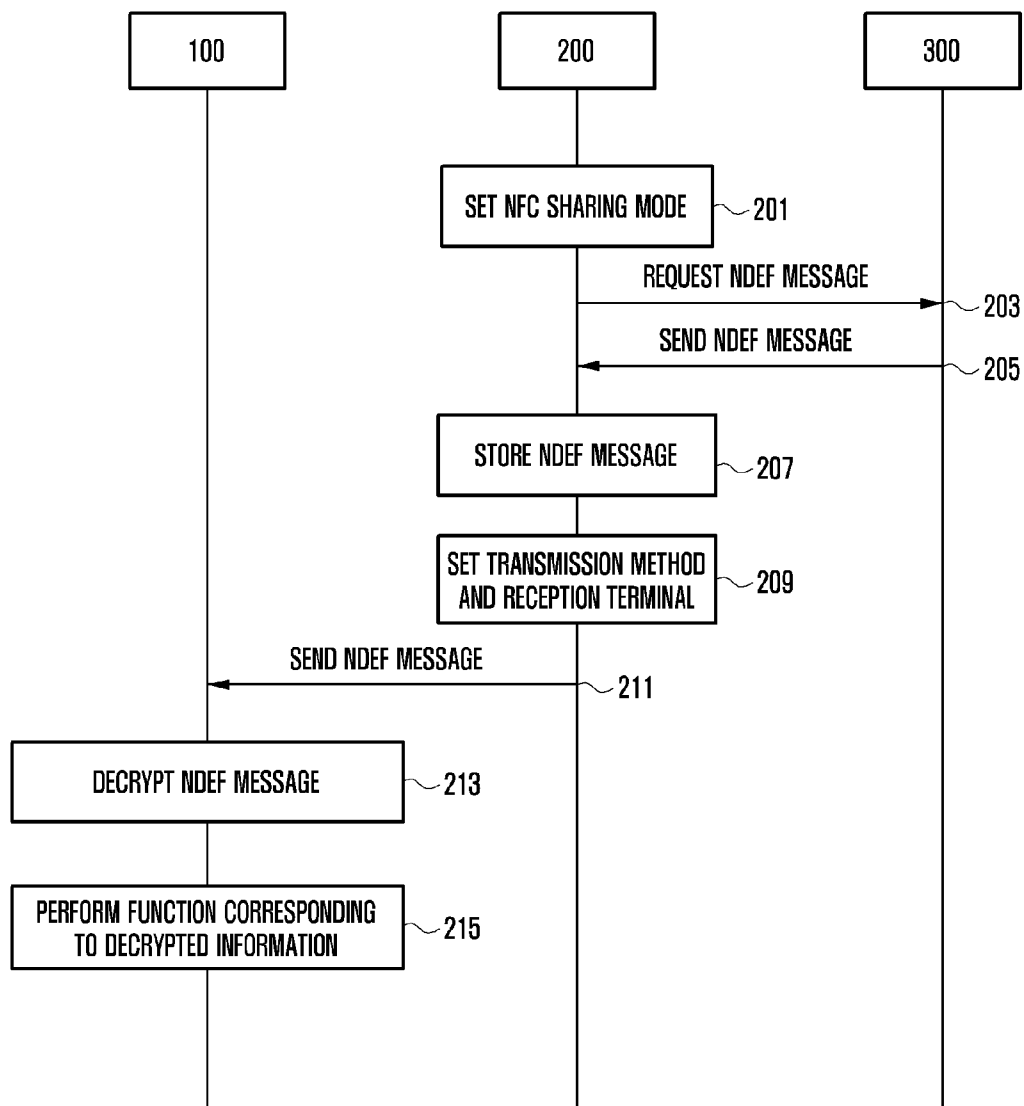 100
200
300
SET NFC SHARING MODE
201
REQUEST NDEF MESSAGE
203
SEND NDEF MESSAGE
205
STORE NDEF MESSAGE
207
SET TRANSMISSION METHOD
AND RECEPTION TERMINAL
209
SEND NDEF MESSAGE
211
DECRYPT NDEF MESSAGE
213
PERFORM FUNCTION CORRESPONDING
TO DECRYPTED INFORMATION
215